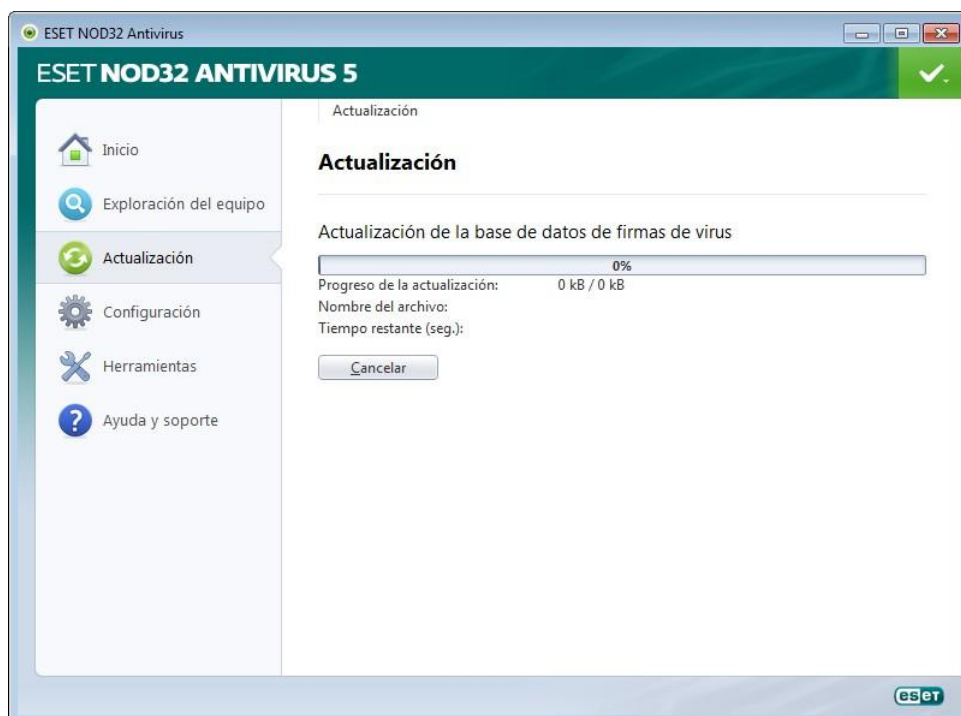 ESET NOD32 Antivirus
ESET NOD32 ANTIVIRUS 5
Inicio
Exploración del equipo
Actualización
Configuración
Herramientas
Ayuda y soporte
Actualización
Actualización
Actualización de la base de datos de firmas de virus
0%
Progreso de la actualización: 0 kB / 0 kB
Nombre del archivo:
Tiempo restante (seg.):
Cancelar
eseT